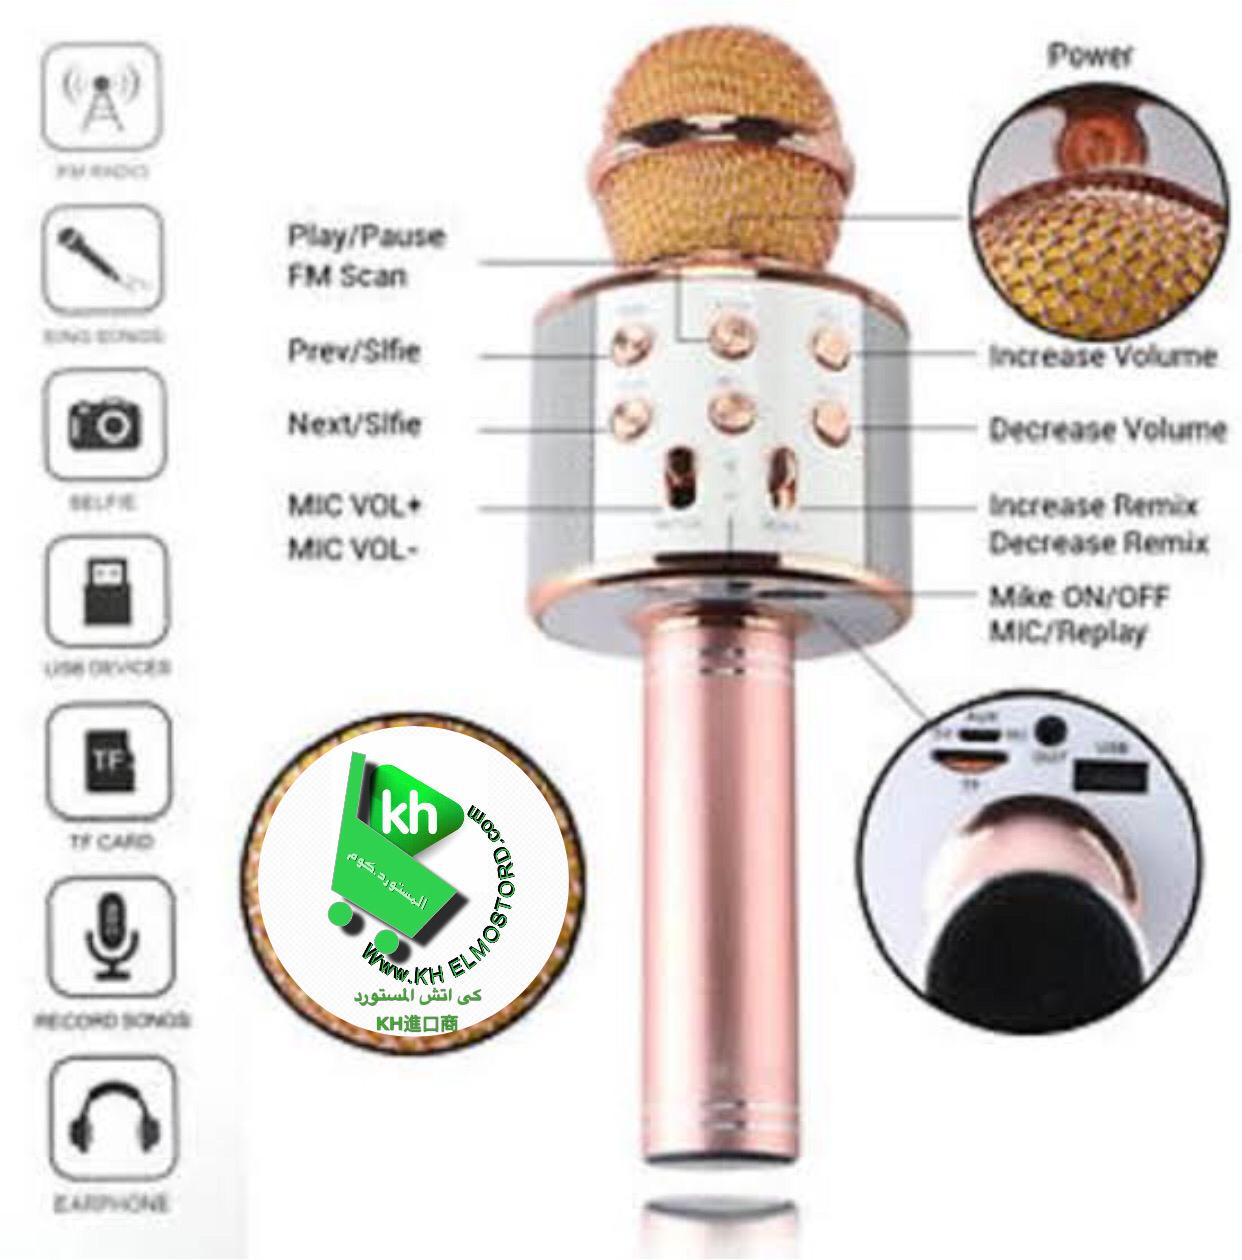 FM RADIO
SING SONGS
SELFIE
USB DEVICES
TF
TF CARD
RECORD SONGS
EARPHONE
Play/Pause
FM Scan
Prev/Slfie
Next/Slfie
MIC VOL+
MIC VOL-
Power
Increase Volume
Decrease Volume
Increase Remix
Decrease Remix
Mike ON/OFF
MIC/Replay
AUX
OUT
USB
TF
kh
المستورد.كوم
Www.KH ELMOSTORD.com
كى اتش المستورد
KH進口商